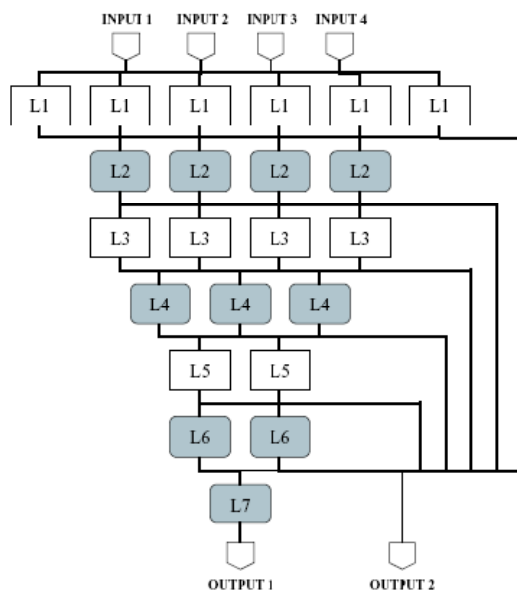 INPUT 1 INPUT 2 INPUT 3 INPUT 4
L1 L1 L1 L1 L1 L1
L2 L2 L2 L2
L3 L3 L3 L3
L4 L4 L4
L5 L5
L6 L6
L7
OUTPUT 1 OUTPUT 2